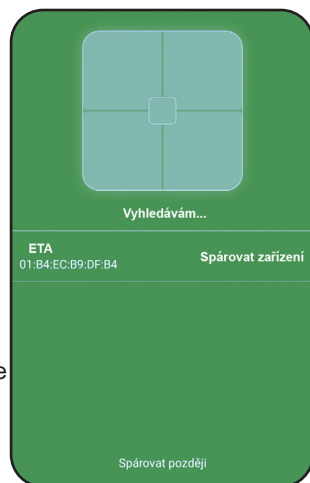 Vyhledávám...
ETA
01:B4:EC:B9:DF:B4
Spárovat zařízení
e
Spárovat později